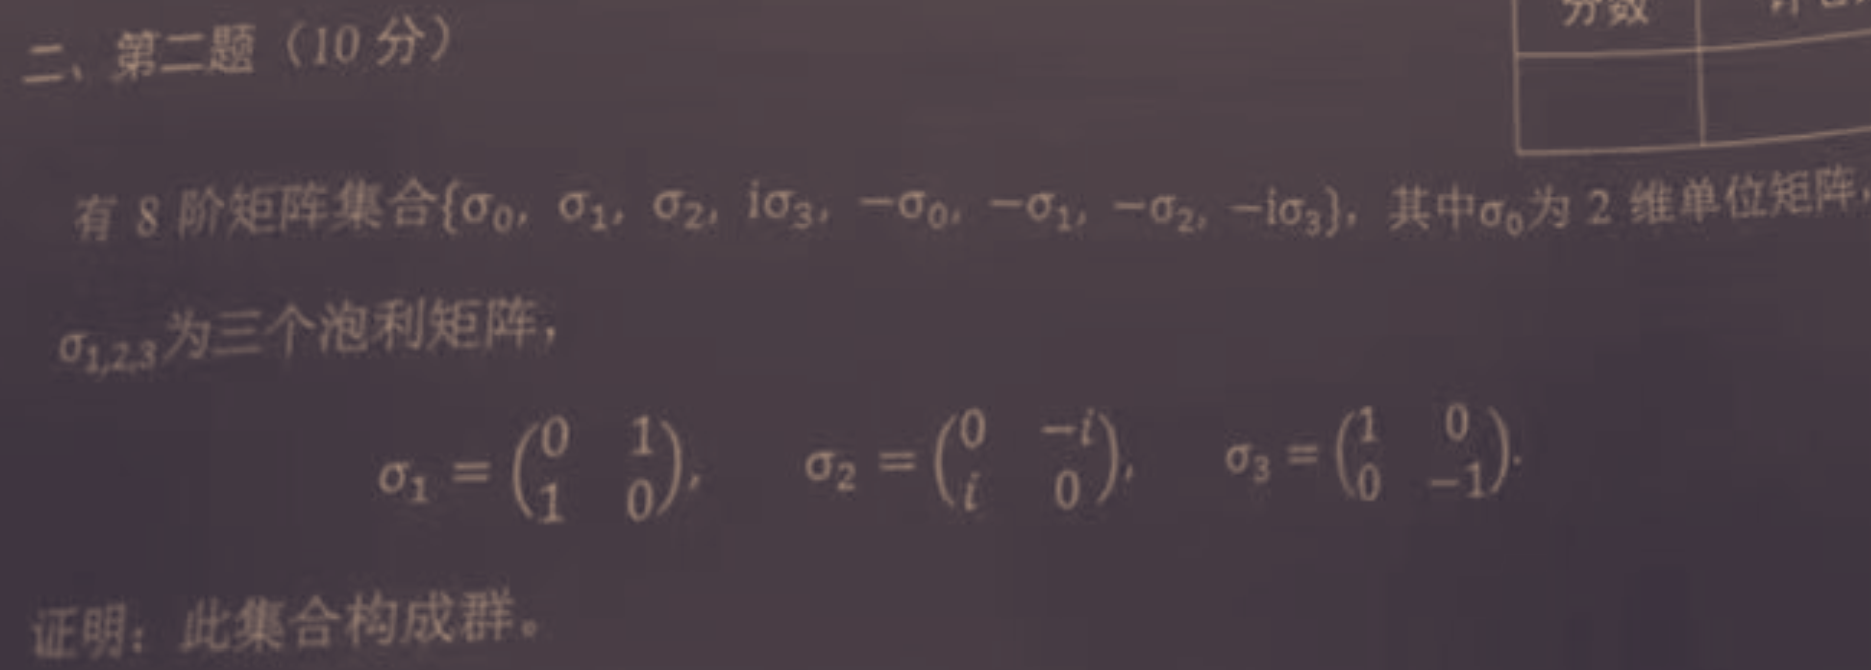 二、第二题（10 分）
分数
有 8 阶矩阵集合{σ₀, σ₁, σ₂, iσ₃, −σ₀, −σ₁, −σ₂, −iσ₃}, 其中σ₀为 2 维单位矩阵,
σ₁,₂,₃为三个泡利矩阵,
σ₁ = (0 1; 1 0), σ₂ = (0 −i; i 0), σ₃ = (1 0; 0 −1).
证明：此集合构成群。